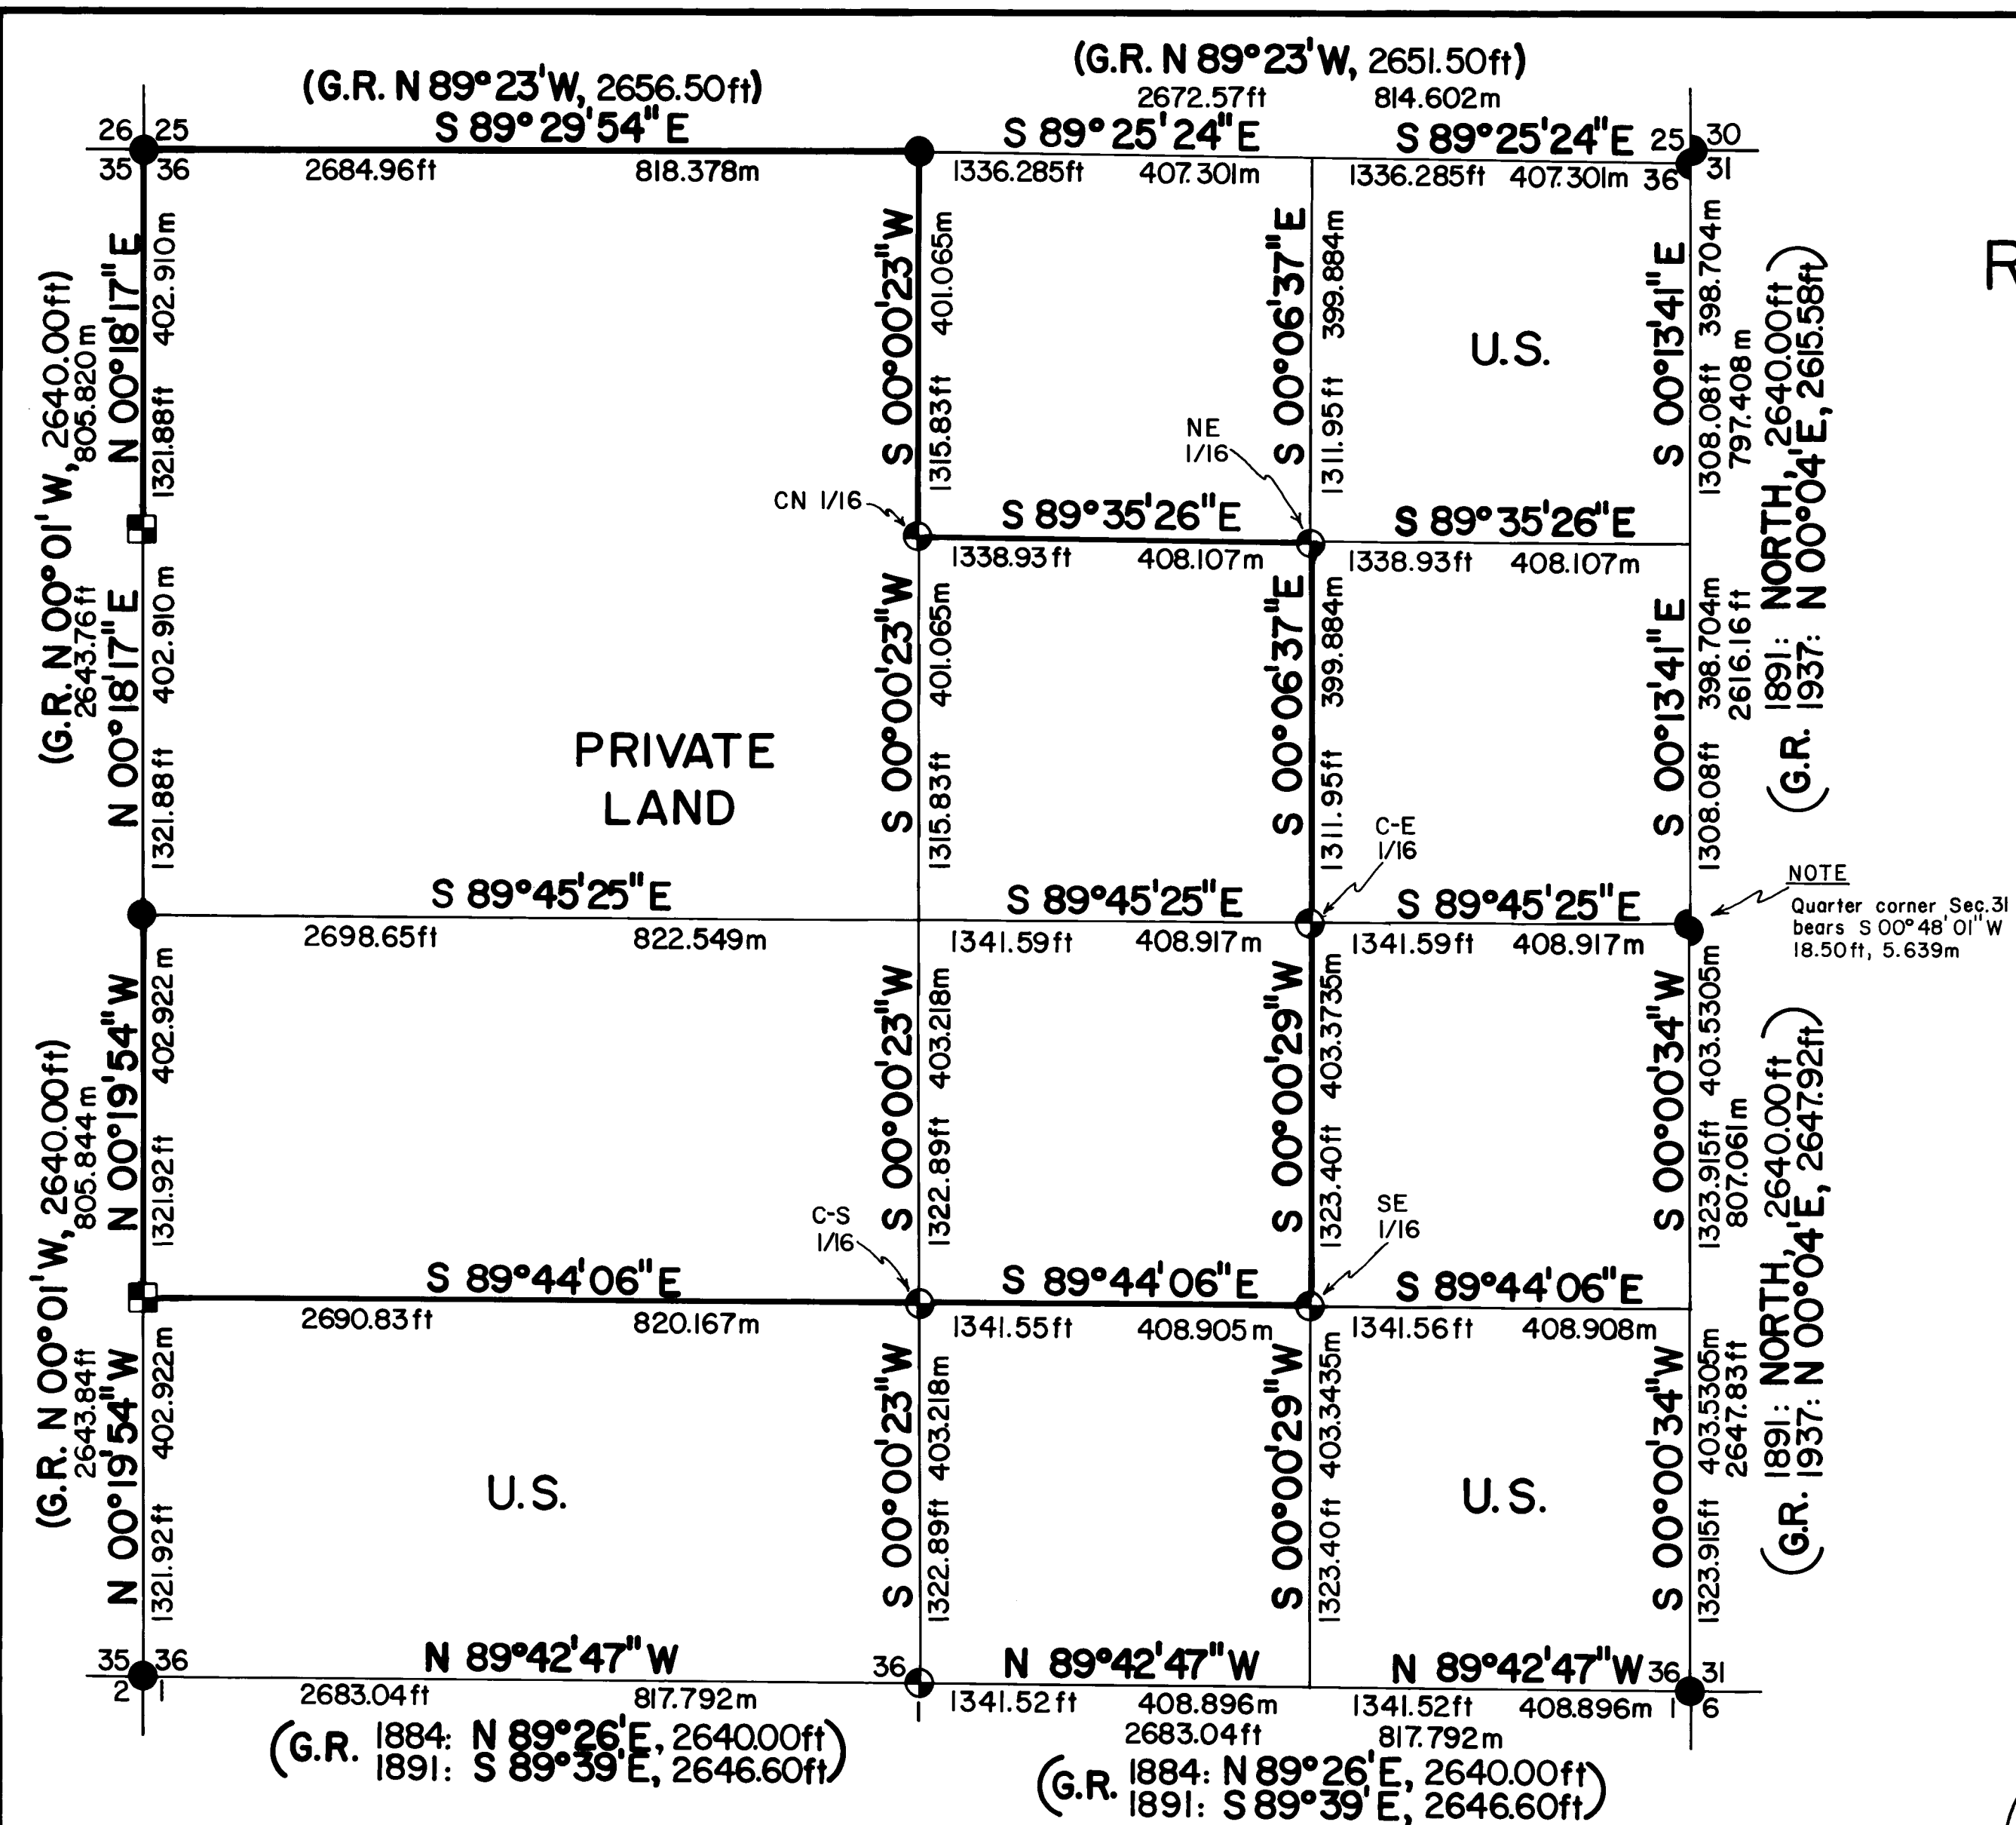 (G.R. N 89°23'W, 2656.50ft)
(G.R. N 89°23'W, 2651.50ft)
2672.57ft 814.602m
S 89°29'54"E
S 89°25'24"E
S 89°25'24"E
26 25
25 30
35 36
2684.96ft 818.378m
1336.285ft 407.301m
1336.285ft 407.301m
36 31
(G.R. N 00°01'W, 2640.00ft)
2643.76ft 805.820m
N 00°18'17"E
1321.88ft 402.910m
S 00°00'23"W
1315.83ft 401.065m
S 00°06'37"E
1311.95ft 399.884m
U.S.
S 00°13'41"E
1308.08ft 398.704m
2616.16ft 797.408m
(G.R. 1891: NORTH, 2640.00ft)
(G.R. 1937: N 00°04'E, 2615.58ft)
R
NE
1/16
CN 1/16
S 89°35'26"E
1338.93ft 408.107m
S 89°35'26"E
1338.93ft 408.107m
N 00°18'17"E
1321.88ft 402.910m
PRIVATE
LAND
S 00°00'23"W
1315.83ft 401.065m
S 00°06'37"E
1311.95ft 399.884m
S 00°13'41"E
1308.08ft 398.704m
C-E
1/16
NOTE
Quarter corner Sec.31
bears S 00°48'01"W
18.50ft, 5.639m
S 89°45'25"E
2698.65ft 822.549m
S 89°45'25"E
1341.59ft 408.917m
S 89°45'25"E
1341.59ft 408.917m
(G.R. N 00°01'W, 2640.00ft)
2643.84ft 805.844m
N 00°19'54"W
1321.92ft 402.922m
S 00°00'23"W
1322.89ft 403.218m
S 00°00'29"W
1323.40ft 403.3735m
S 00°00'34"W
1323.915ft 403.5305m
2647.83ft 807.061m
(G.R. 1891: NORTH, 2640.00ft)
(G.R. 1937: N 00°04'E, 2647.92ft)
C-S
1/16
SE
1/16
S 89°44'06"E
2690.83ft 820.167m
S 89°44'06"E
1341.55ft 408.905m
S 89°44'06"E
1341.56ft 408.908m
N 00°19'54"W
1321.92ft 402.922m
U.S.
S 00°00'23"W
1322.89ft 403.218m
S 00°00'29"W
1323.40ft 403.3435m
U.S.
S 00°00'34"W
1323.915ft 403.5305m
35 36
N 89°42'47"W
36
N 89°42'47"W
N 89°42'47"W
36 31
2 1
2683.04ft 817.792m
1
1341.52ft 408.896m
1341.52ft 408.896m
1 6
2683.04ft 817.792m
(G.R. 1884: N 89°26'E, 2640.00ft)
1891: S 89°39'E, 2646.60ft)
(G.R. 1884: N 89°26'E, 2640.00ft)
1891: S 89°39'E, 2646.60ft)